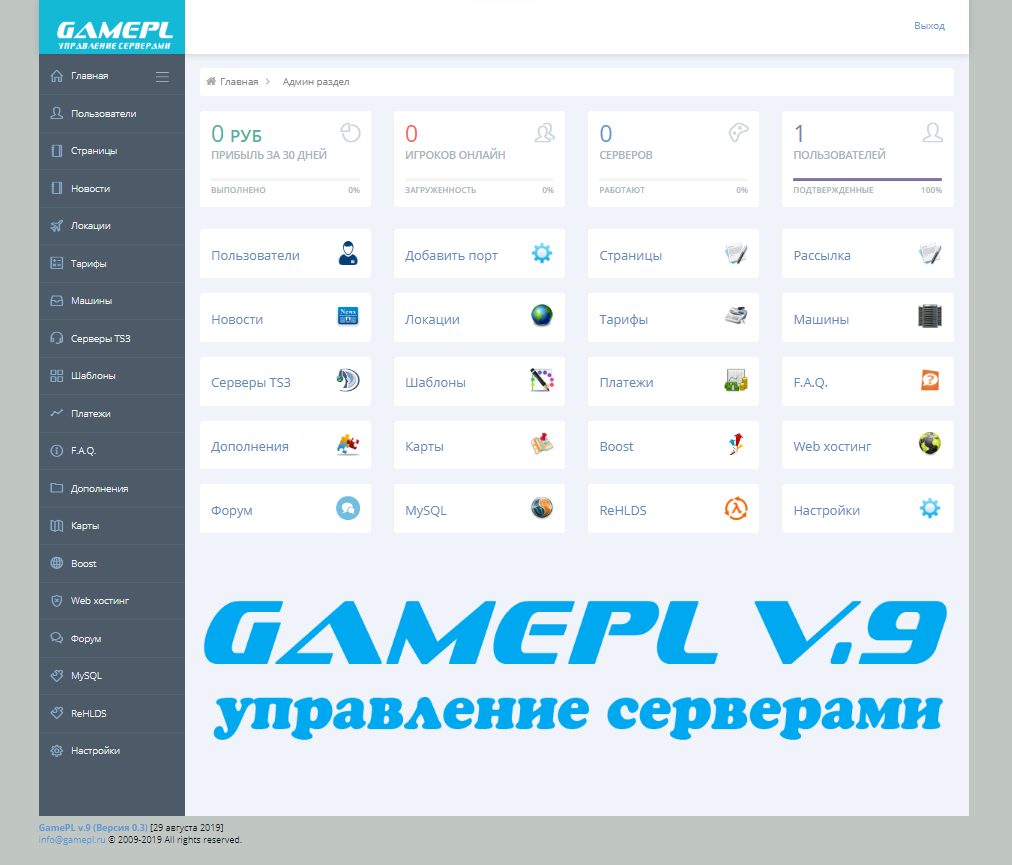 GAMEPL
УПРАВЛЕНИЕ СЕРВЕРАМИ
Выход
Главная
Пользователи
Страницы
Новости
Локации
Тарифы
Машины
Серверы TS3
Шаблоны
Платежи
F.A.Q.
Дополнения
Карты
Boost
Web хостинг
Форум
MySQL
ReHLDS
Настройки
Главная > Админ раздел
0 РУБ
ПРИБЫЛЬ ЗА 30 ДНЕЙ
ВЫПОЛНЕНО 0%
0
ИГРОКОВ ОНЛАЙН
ЗАГРУЖЕННОСТЬ 0%
0
СЕРВЕРОВ
РАБОТАЮТ 0%
1
ПОЛЬЗОВАТЕЛЕЙ
ПОДТВЕРЖДЕННЫЕ 100%
Пользователи
Добавить порт
Страницы
Рассылка
Новости
News
Локации
Тарифы
Машины
Серверы TS3
Шаблоны
Платежи
F.A.Q.
Дополнения
Карты
Boost
Web хостинг
Форум
MySQL
ReHLDS
Настройки
GAMEPL V.9
управление серверами
GamePL v.9 (Версия 0.3) [29 августа 2019]
info@gamepl.ru © 2009-2019 All rights reserved.